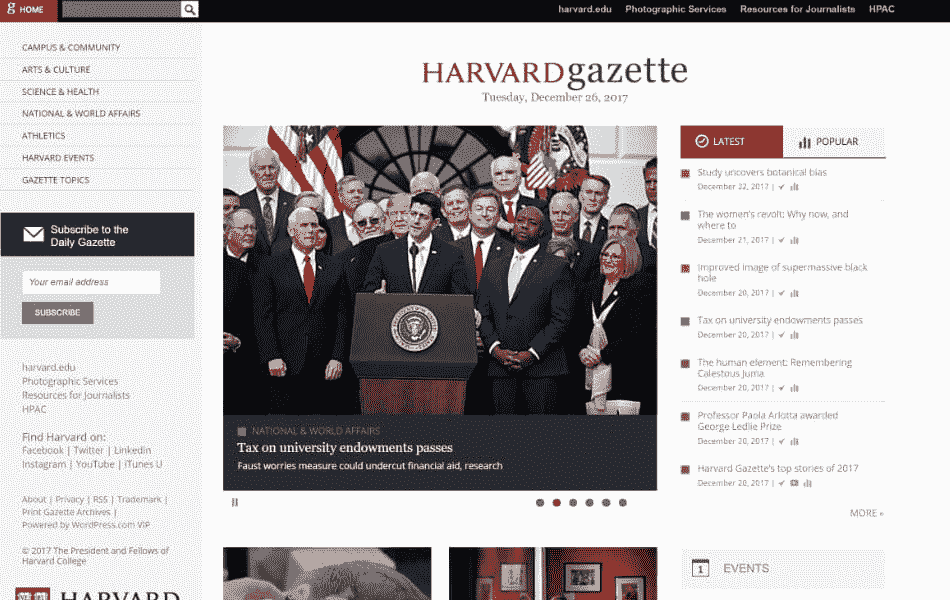 g HOME
harvard.edu Photographic Services Resources for Journalists HPAC
CAMPUS & COMMUNITY
ARTS & CULTURE
SCIENCE & HEALTH
NATIONAL & WORLD AFFAIRS
ATHLETICS
HARVARD EVENTS
GAZETTE TOPICS
Subscribe to the
Daily Gazette
Your email address
SUBSCRIBE
harvard.edu
Photographic Services
Resources for Journalists
HPAC
Find Harvard on:
Facebook | Twitter | Linkedin
Instagram | YouTube | iTunes U
About | Privacy | RSS | Trademark |
Print Gazette Archives |
Powered by WordPress.com VIP
© 2017 The President and Fellows of
Harvard College
HARVARD
HARVARDgazette
Tuesday, December 26, 2017
NATIONAL & WORLD AFFAIRS
Tax on university endowments passes
Faust worries measure could undercut financial aid, research
LATEST POPULAR
Study uncovers botanical bias
December 22, 2017 |
The women's revolt: Why now, and
where to
December 21, 2017 |
Improved image of supermassive black
hole
December 20, 2017 |
Tax on university endowments passes
December 20, 2017 |
The human element: Remembering
Calestous Juma
December 20, 2017 |
Professor Paola Arlotta awarded
George Ledlie Prize
December 20, 2017 |
Harvard Gazette's top stories of 2017
December 20, 2017 |
MORE »
1 EVENTS